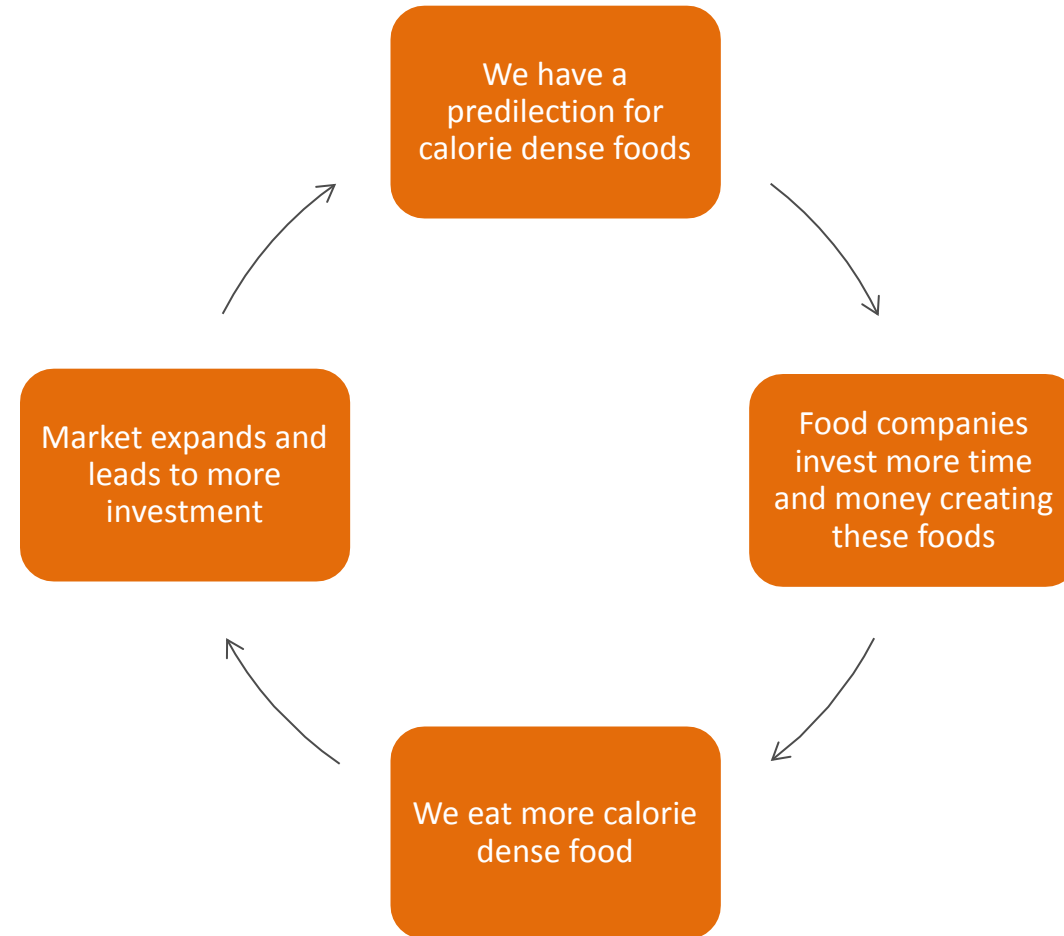 We have a
predilection for
calorie dense foods
Food companies
invest more time
and money creating
these foods
We eat more calorie
dense food
Market expands and
leads to more
investment